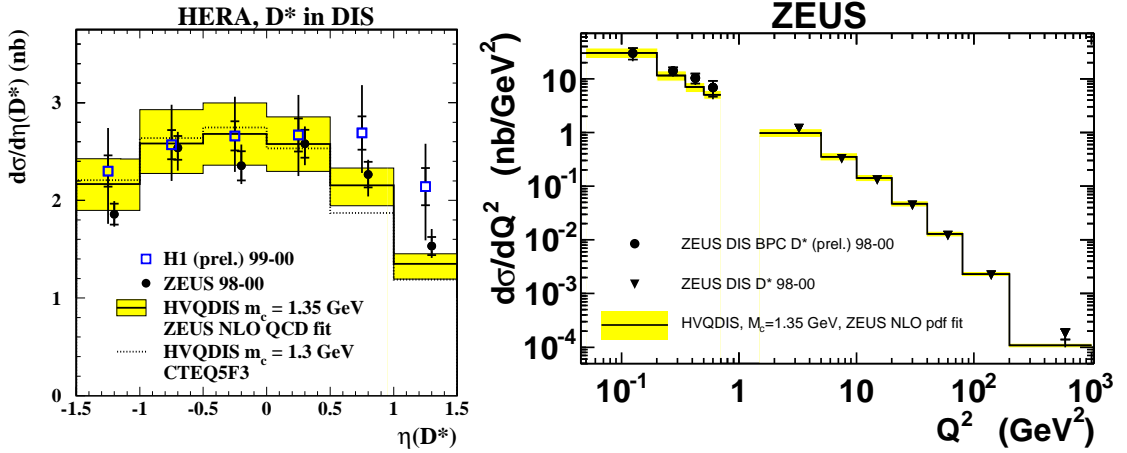 HERA, D* in DIS
dσ/dη(D*) (nb)
3
2
1
0
H1 (prel.) 99-00
ZEUS 98-00
HVQDIS m_c = 1.35 GeV
ZEUS NLO QCD fit
HVQDIS m_c = 1.3 GeV
CTEQ5F3
-1.5 -1 -0.5 0 0.5 1 1.5
η(D*)
ZEUS
dσ/dQ² (nb/GeV²)
10
1
10⁻¹
10⁻²
10⁻³
10⁻⁴
ZEUS DIS BPC D* (prel.) 98-00
ZEUS DIS D* 98-00
HVQDIS, M_c=1.35 GeV, ZEUS NLO pdf fit
10⁻¹ 1 10 10² 10³
Q² (GeV²)